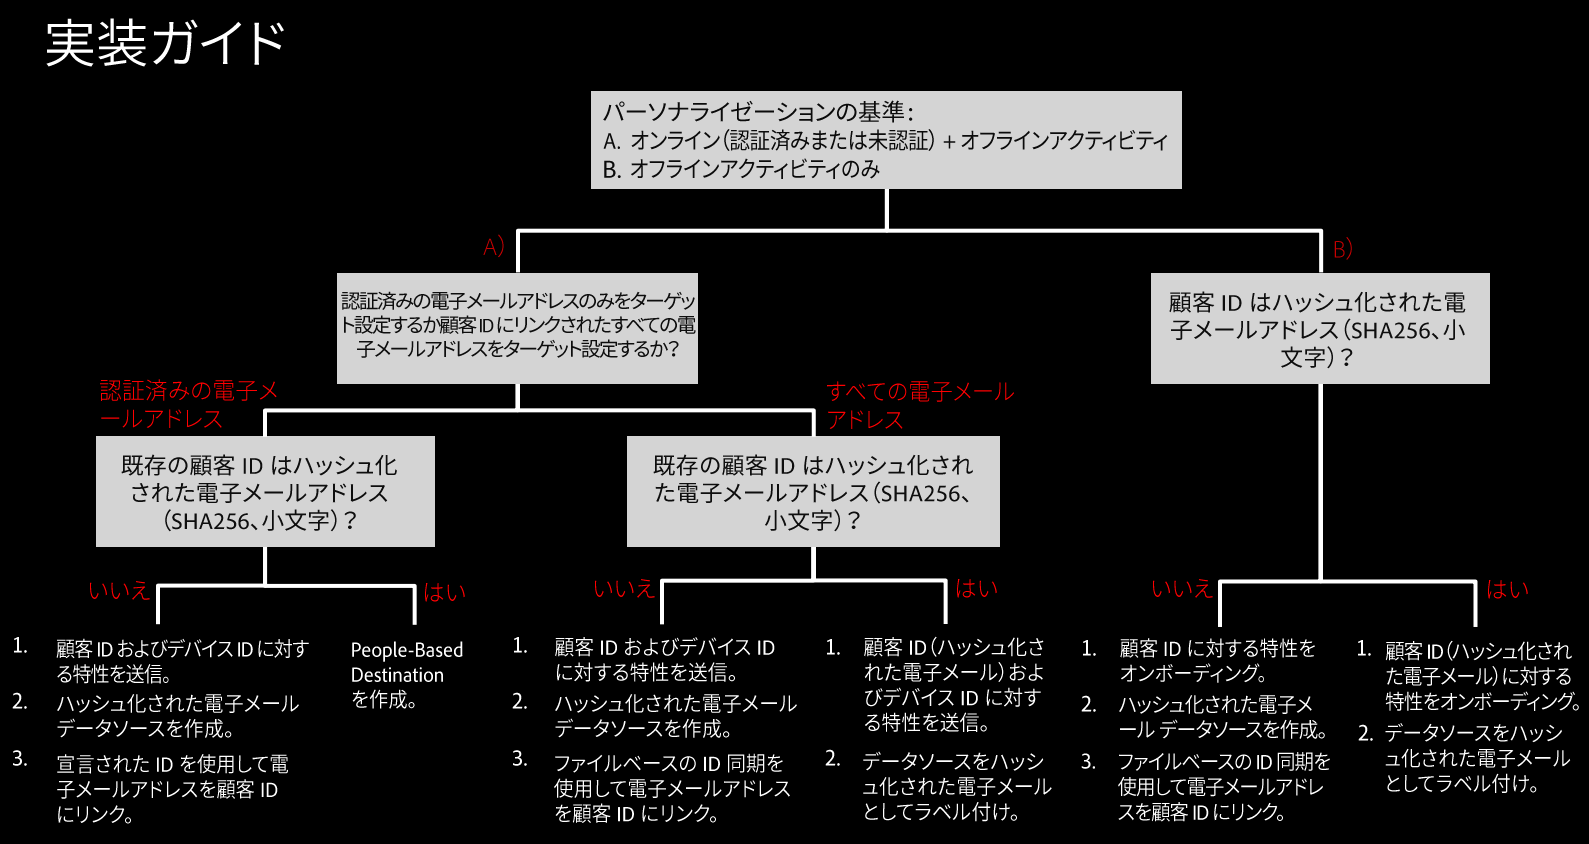 実装ガイド
パーソナライゼーションの基準:
A. オンライン（認証済みまたは未認証）+ オフラインアクティビティ
B. オフラインアクティビティのみ
A）
B）
認証済みの電子メールアドレスのみをターゲッ
ト設定するか顧客 ID にリンクされたすべての電
子メールアドレスをターゲット設定するか?
顧客 ID はハッシュ化された電
子メールアドレス（SHA256、小
文字）?
認証済みの電子メ
ールアドレス
すべての電子メール
アドレス
既存の顧客 ID はハッシュ化
された電子メールアドレス
（SHA256、小文字）?
既存の顧客 ID はハッシュ化され
た電子メールアドレス（SHA256、
小文字）?
いいえ
はい
いいえ
はい
いいえ
はい
1. 顧客 ID およびデバイス ID に対す
る特性を送信。
2. ハッシュ化された電子メール
データソースを作成。
3. 宣言された ID を使用して電
子メールアドレスを顧客 ID
にリンク。
People-Based
Destination
を作成。
1. 顧客 ID およびデバイス ID
に対する特性を送信。
2. ハッシュ化された電子メール
データソースを作成。
3. ファイルベースの ID 同期を
使用して電子メールアドレス
を顧客 ID にリンク。
1. 顧客 ID（ハッシュ化さ
れた電子メール）およ
びデバイス ID に対す
る特性を送信。
2. データソースをハッシ
ュ化された電子メール
としてラベル付け。
1. 顧客 ID に対する特性を
オンボーディング。
2. ハッシュ化された電子メ
ール データソースを作成。
3. ファイルベースの ID 同期を
使用して電子メールアドレ
スを顧客 ID にリンク。
1. 顧客 ID（ハッシュ化され
た電子メール）に対する
特性をオンボーディング。
2. データソースをハッシ
ュ化された電子メール
としてラベル付け。